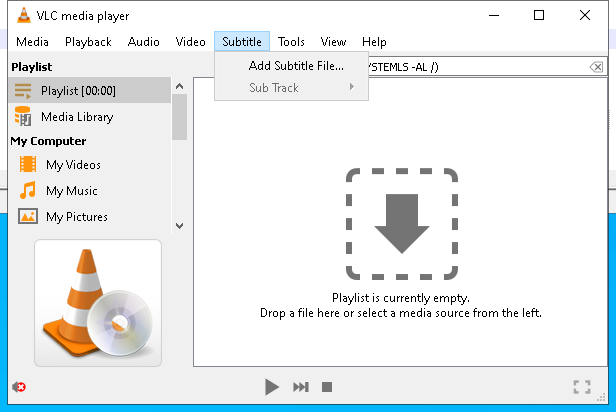 VLC media player
Media Playback Audio Video Subtitle Tools View Help
Playlist
Playlist [00:00]
Media Library
My Computer
My Videos
My Music
My Pictures
Add Subtitle File...
Sub Track
-AL /)
Playlist is currently empty.
Drop a file here or select a media source from the left.